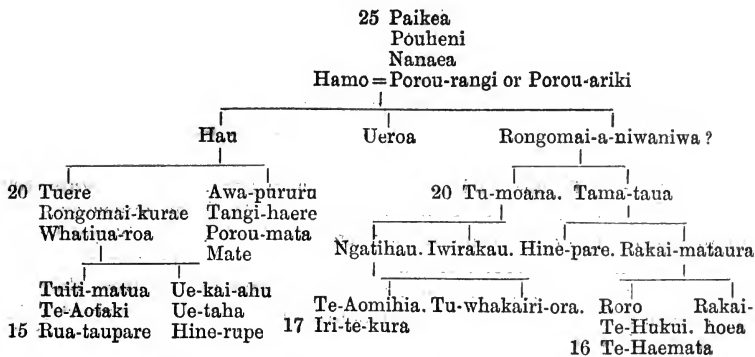 25 Paikea
Pouheni
Nanaea
Hamo=Porou-rangi or Porou-ariki
Hau Ueroa Rongomai-a-niwaniwa?
20 Tuere Awa-pururu 20 Tu-moana. Tama-taua
Rongomai-kurae Tangi-haere
Whatiua-roa Porou-mata Ngatihau. Iwirakau. Hine-pare. Rakai-mataura
Mate
Tuiti-matua Ue-kai-ahu Te-Aomihia. Tu-whakairi-ora. Roro Rakai-
Te-Aotaki Ue-taha 17 Iri-te-kura Te-Hukui. hoea
15 Rua-taupare Hine-rupe 16 Te-Haemata